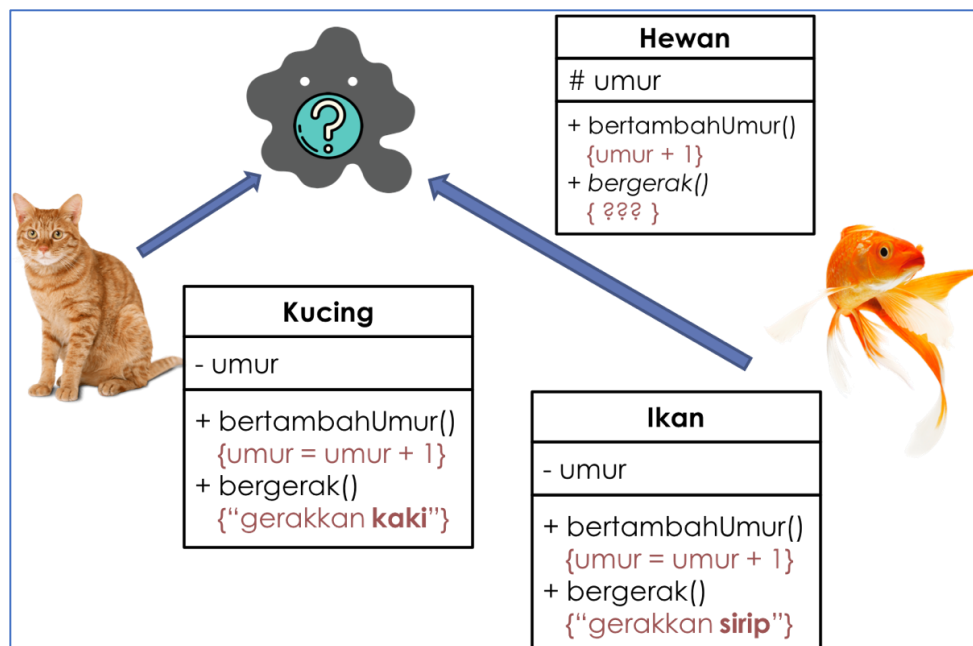 ?
Hewan
# umur
+ bertambahUmur()
{umur + 1}
+ bergerak()
{ ??? }
Kucing
- umur
+ bertambahUmur()
{umur = umur + 1}
+ bergerak()
{“gerakkan kaki”}
Ikan
- umur
+ bertambahUmur()
{umur = umur + 1}
+ bergerak()
{“gerakkan sirip”}